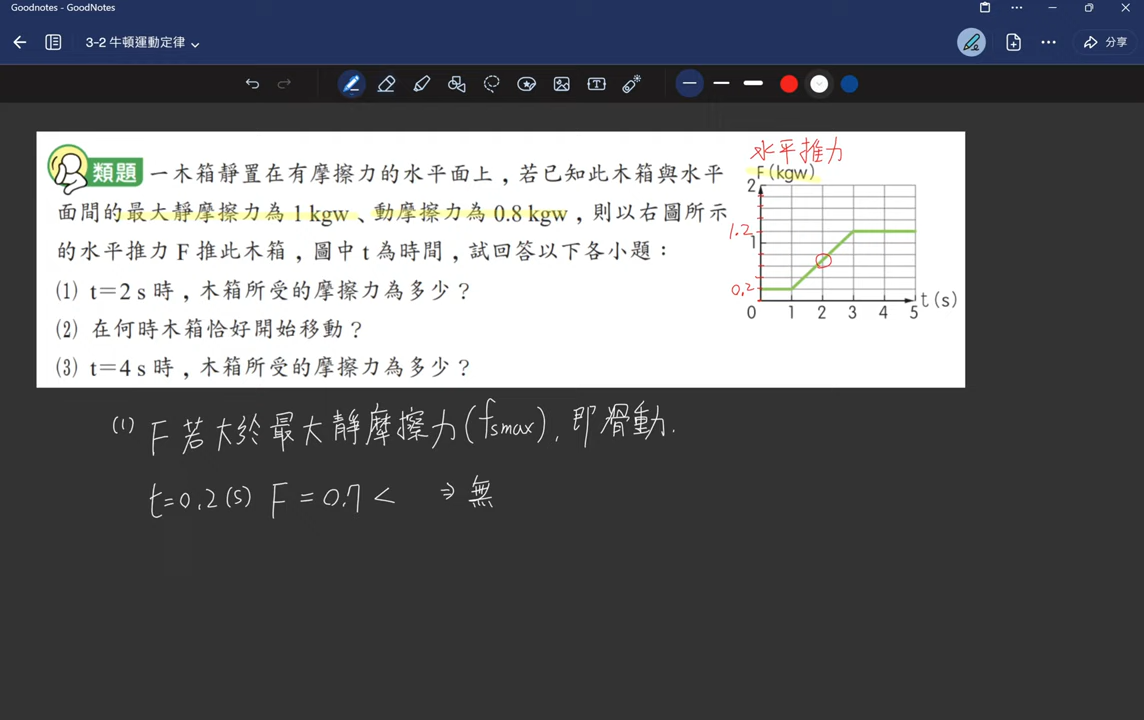 Goodnotes - GoodNotes
3-2 牛頓運動定律
分享
類題 一木箱靜置在有摩擦力的水平面上，若已知此木箱與水平
面間的最大靜摩擦力為 1 kgw、動摩擦力為 0.8 kgw，則以右圖所示
的水平推力 F 推此木箱，圖中 t 為時間，試回答以下各小題：
(1) t＝2 s 時，木箱所受的摩擦力為多少？
(2) 在何時木箱恰好開始移動？
(3) t＝4 s 時，木箱所受的摩擦力為多少？
水平推力
F (kgw)
2
1.2
1
0.2
0 1 2 3 4 5 t (s)
(1) F 若大於最大靜摩擦力(fsmax), 即滑動.
t=0.2(s) F = 0.7 < ⇒ 無